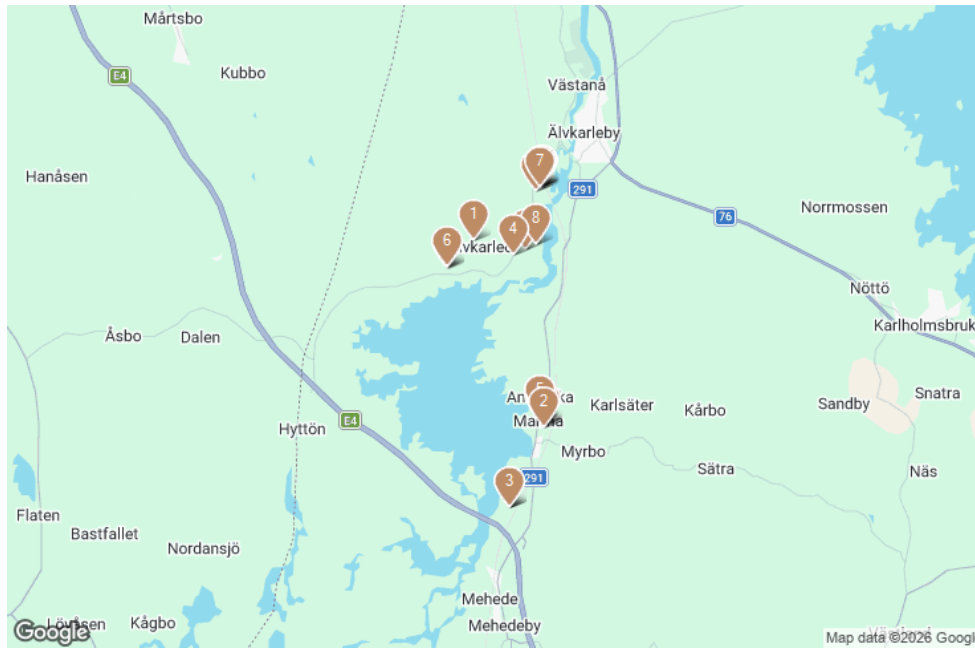 Mårtsbo
Kubbo
E4
Västanå
Älvkarleby
Hanåsen
7
291
Norrmossen
76
1
8
4
6
Nöttö
Karlholmsbruk
Åsbo
Dalen
5
2
Karlsäter
Kårbo
Sandby
Snatra
Hyttön
E4
Myrbo
Sätra
Näs
3
291
Flaten
Bastfallet
Nordansjö
Mehede
Mehedeby
Lövåsen
Kågbo
Google
Map data ©2026 Google